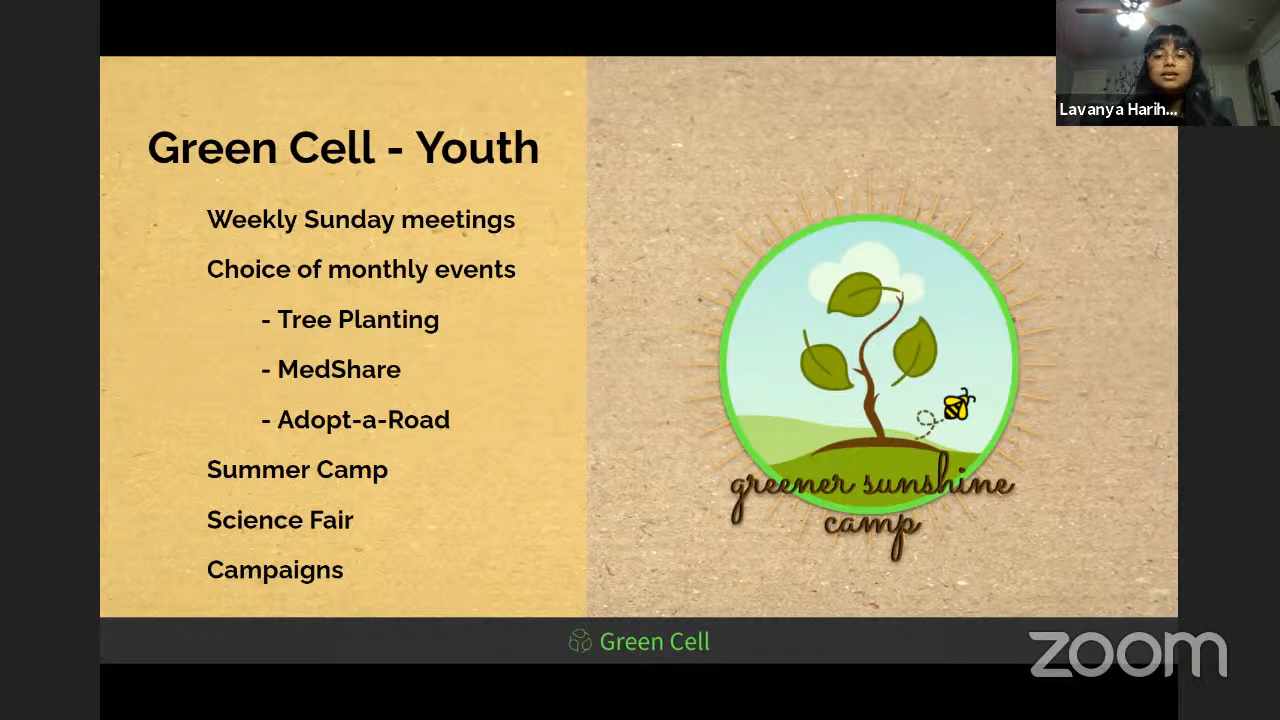 Lavanya Harih...
Green Cell - Youth
Weekly Sunday meetings
Choice of monthly events
- Tree Planting
- MedShare
- Adopt-a-Road
Summer Camp
Science Fair
Campaigns
greener sunshine
camp
Green Cell
zoom